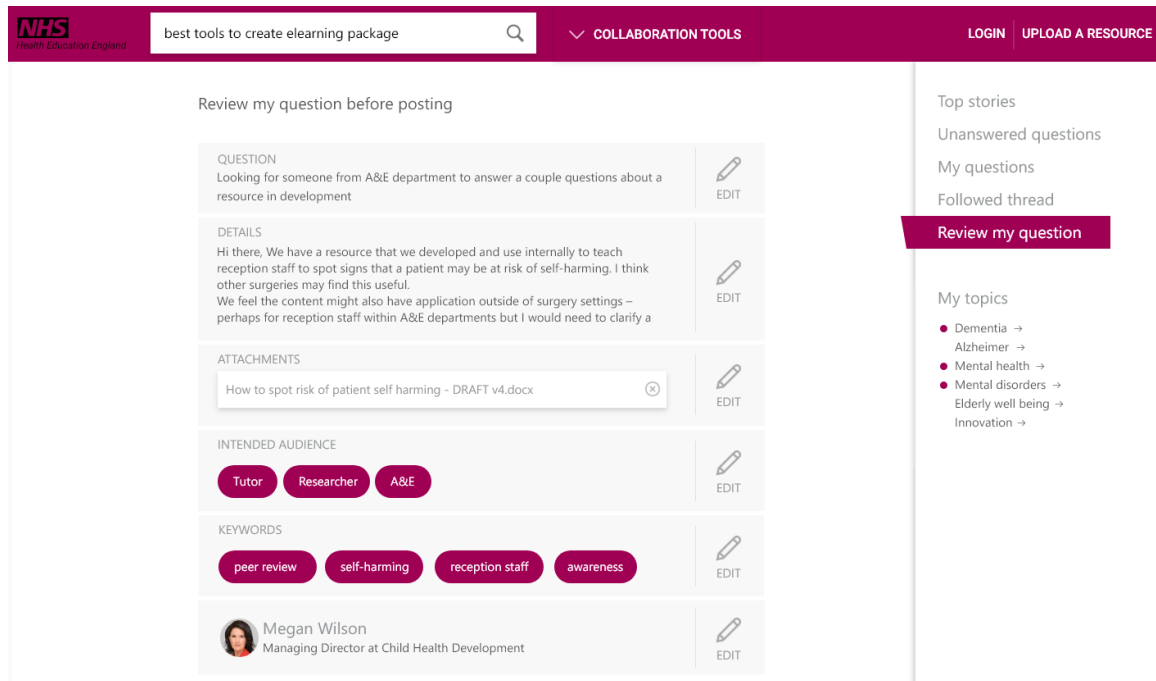 NHS
Health Education England
best tools to create elearning package
COLLABORATION TOOLS
LOGIN
UPLOAD A RESOURCE
Review my question before posting
QUESTION
Looking for someone from A&E department to answer a couple questions about a
resource in development
EDIT
DETAILS
Hi there, We have a resource that we developed and use internally to teach
reception staff to spot signs that a patient may be at risk of self-harming. I think
other surgeries may find this useful.
We feel the content might also have application outside of surgery settings –
perhaps for reception staff within A&E departments but I would need to clarify a
EDIT
ATTACHMENTS
How to spot risk of patient self harming - DRAFT v4.docx
EDIT
INTENDED AUDIENCE
Tutor
Researcher
A&E
EDIT
KEYWORDS
peer review
self-harming
reception staff
awareness
EDIT
Megan Wilson
Managing Director at Child Health Development
EDIT
Top stories
Unanswered questions
My questions
Followed thread
Review my question
My topics
Dementia →
Alzheimer →
Mental health →
Mental disorders →
Elderly well being →
Innovation →